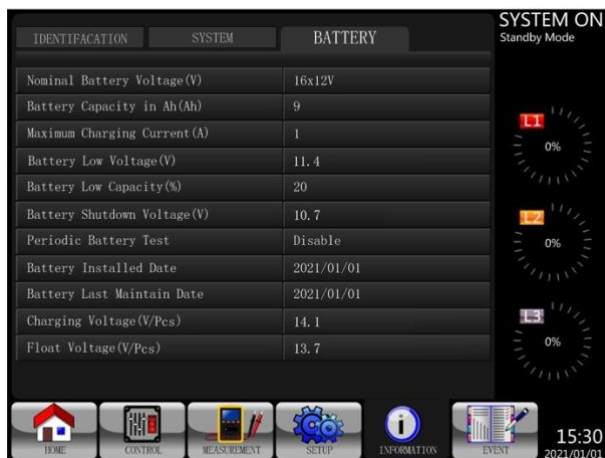 SYSTEM ON
Standby Mode
IDENTIFACATION SYSTEM BATTERY
Nominal Battery Voltage(V) 16x12V
Battery Capacity in Ah(Ah) 9
Maximum Charging Current(A) 1
Battery Low Voltage(V) 11.4
Battery Low Capacity(%) 20
Battery Shutdown Voltage(V) 10.7
Periodic Battery Test Disable
Battery Installed Date 2021/01/01
Battery Last Maintain Date 2021/01/01
Charging Voltage(V/Pcs) 14.1
Float Voltage(V/Pcs) 13.7
L1
0%
L2
0%
L3
0%
HOME CONTROL MEASUREMENT SETUP INFORMATION EVENT
15:30
2021/01/01